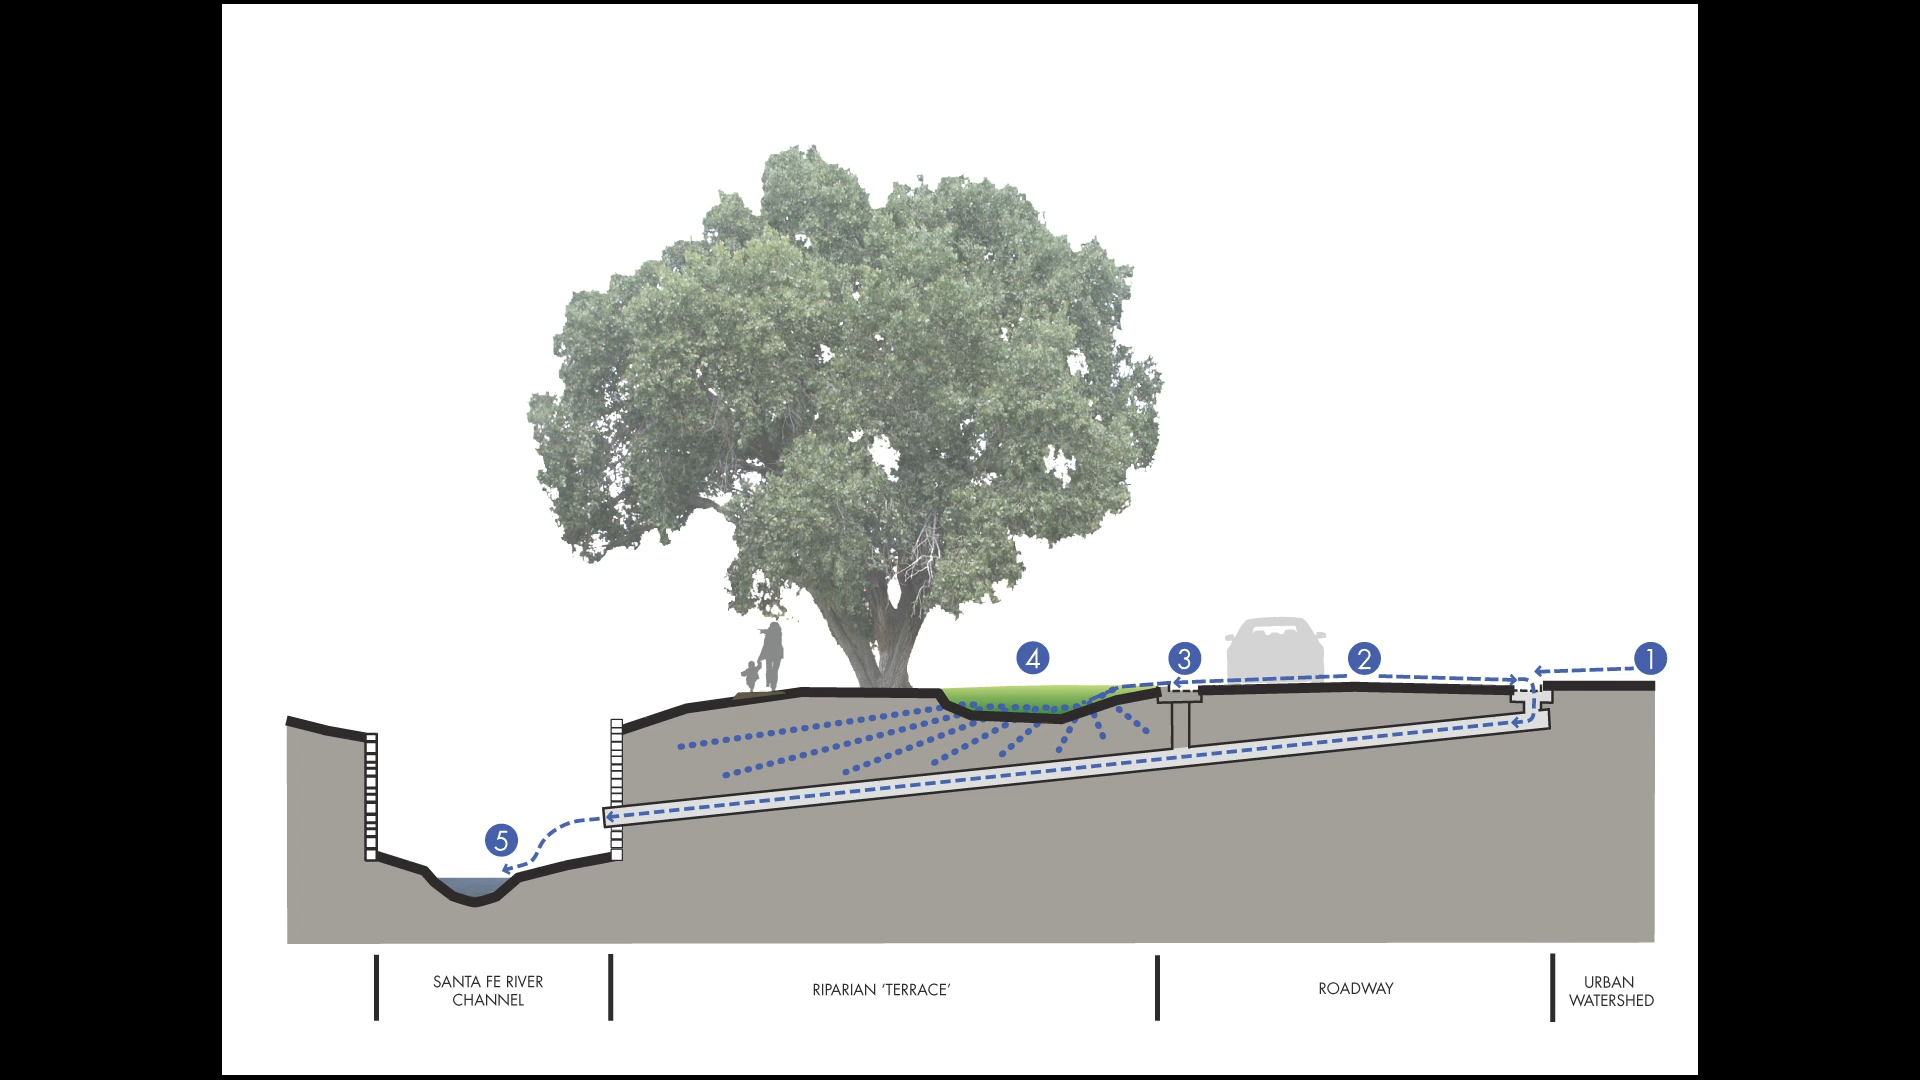 4
3
2
1
5
SANTA FE RIVER
CHANNEL
RIPARIAN 'TERRACE'
ROADWAY
URBAN
WATERSHED